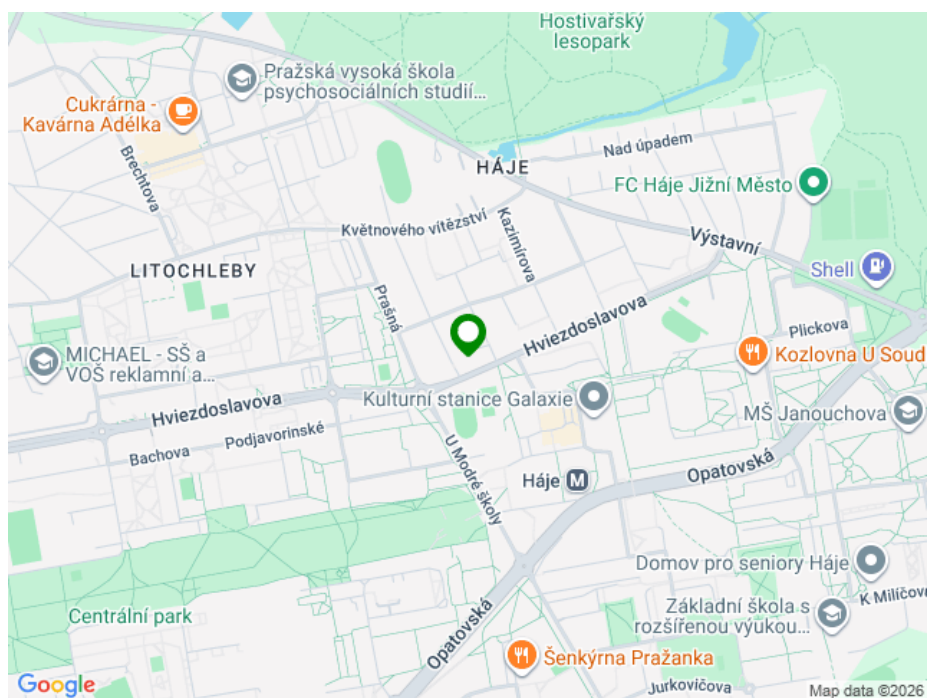 Hostivařský
lesopark
Pražská vysoká škola
psychosociálních studií...
Cukrárna -
Kavárna Adélka
Brechtova
Nad úpadem
HÁJE
FC Háje Jižní Město
Květnového vítězství
Kazimírova
Výstavní
LITOCHLEBY
Shell
Prašná
Hviezdoslavova
Plickova
MICHAEL - SŠ a
VOŠ reklamní a...
Kozlovna U Soud
Hviezdoslavova
Kulturní stanice Galaxie
MŠ Janouchova
Podjavorinské
Bachova
U Modré školy
Opatovská
Háje M
Domov pro seniory Háje
K Milíčovu
Centrální park
Základní škola s
rozšířenou výukou...
Opatovská
Šenkýrna Pražanka
Jurkovičova
Google
Map data ©2026